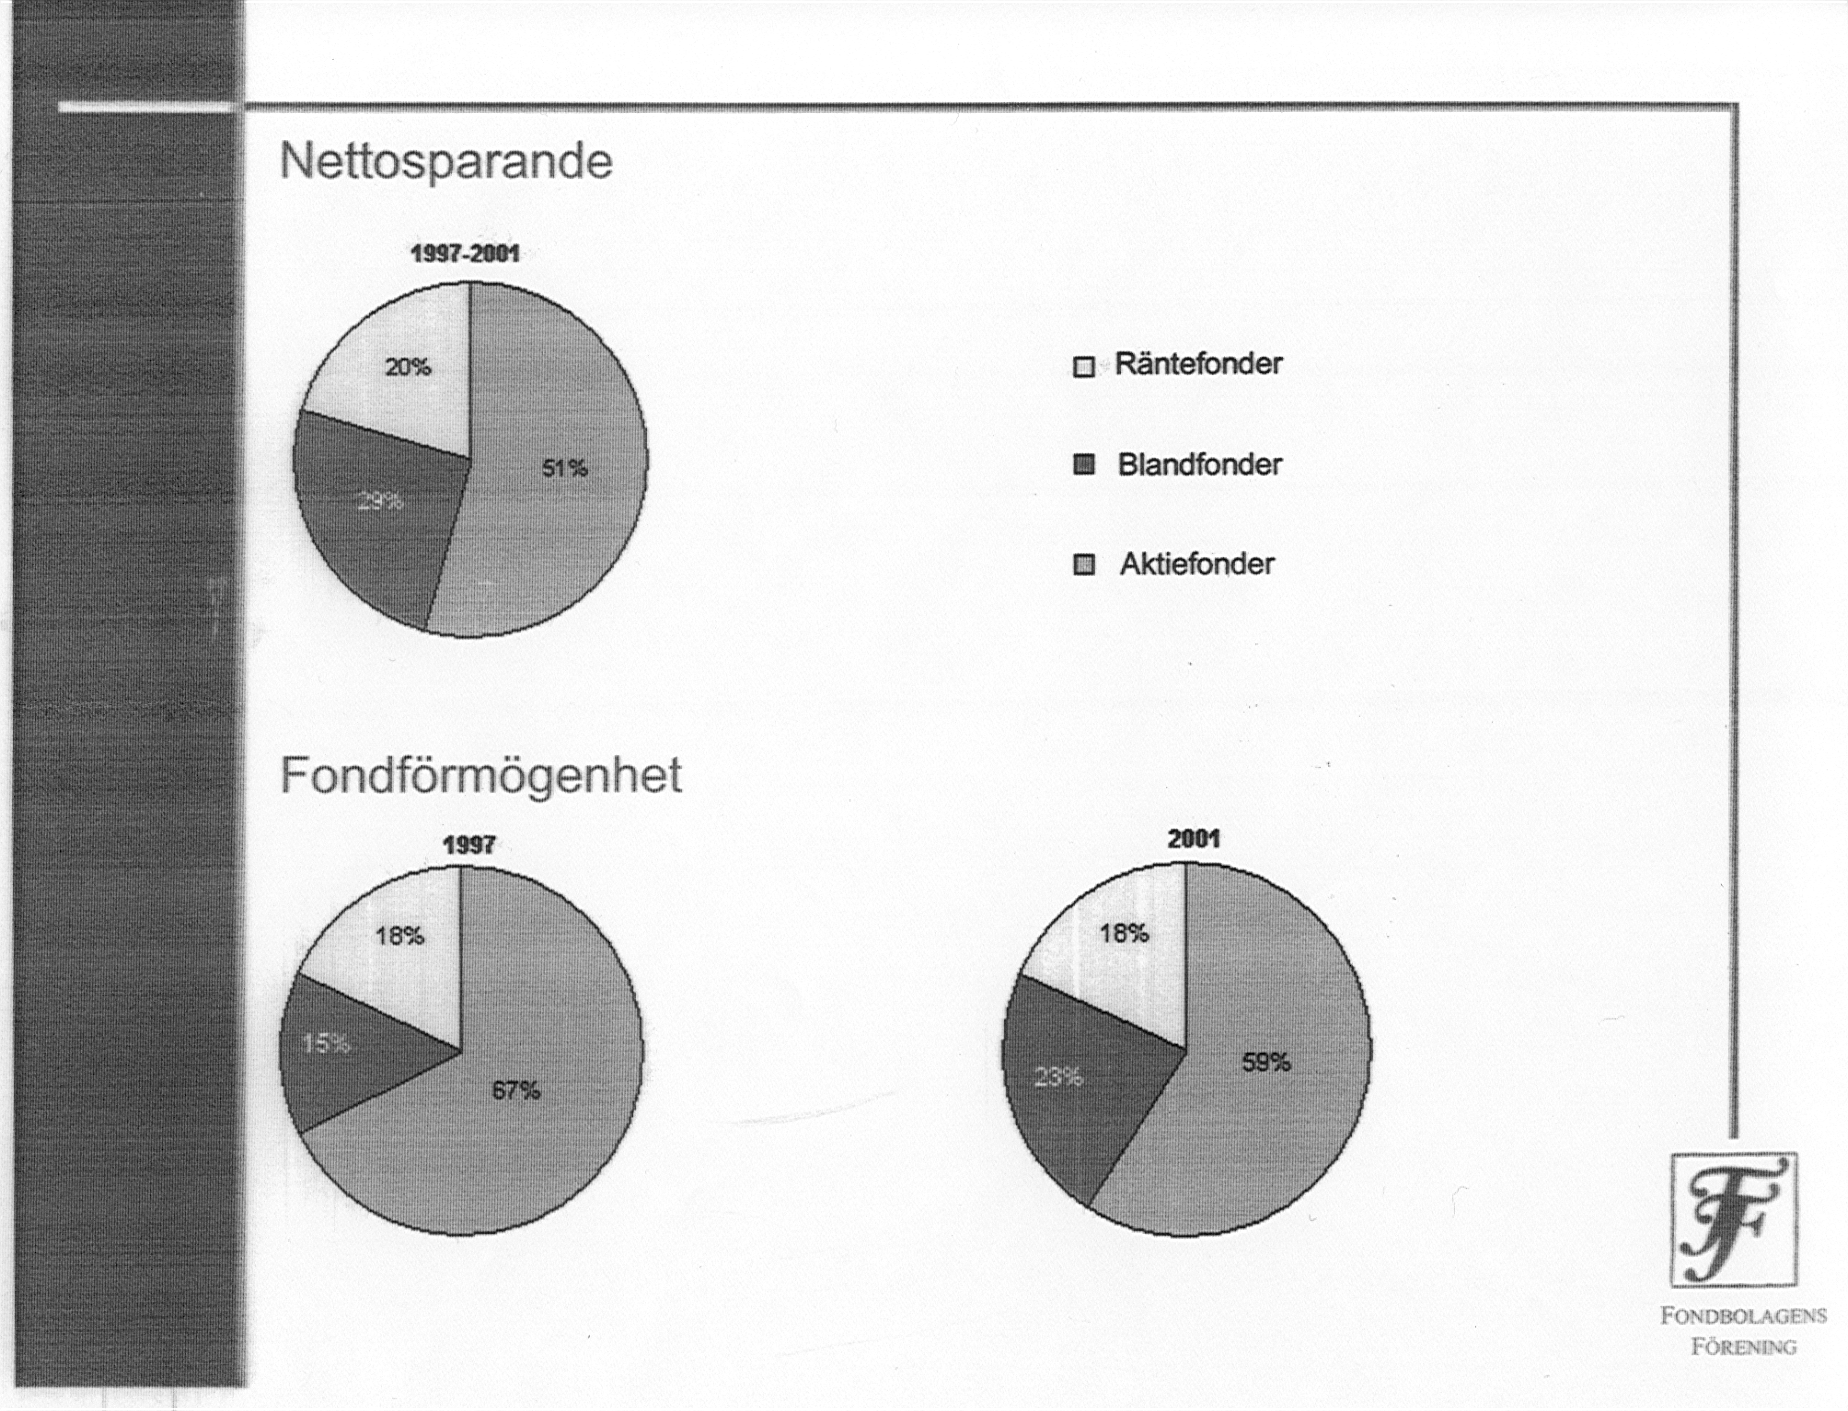 Nettosparande
1997-2001
20%
51%
29%
Räntefonder
Blandfonder
Aktiefonder
Fondförmögenhet
1997
18%
15%
67%
2001
18%
59%
23%
FONDBOLAGENS
FÖRENING